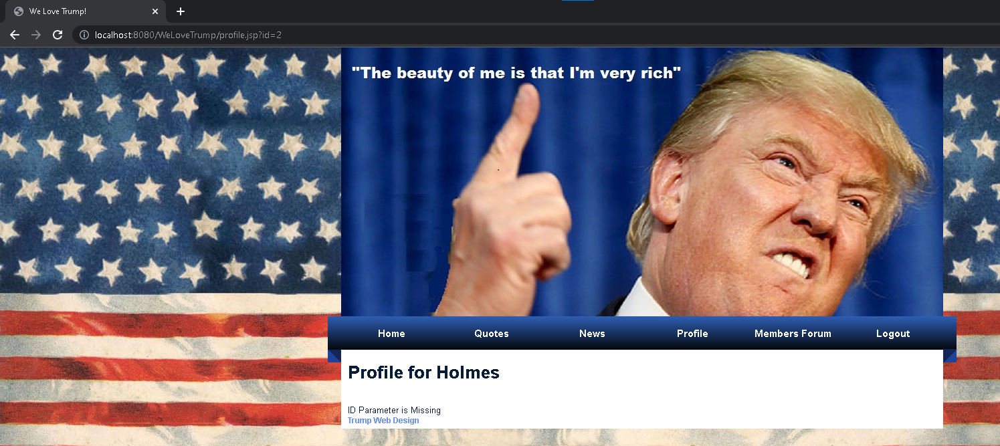 We Love Trump!
localhost:8080/WeLoveTrump/profile.jsp?id=2
"The beauty of me is that I'm very rich"
Home Quotes News Profile Members Forum Logout
Profile for Holmes
ID Parameter is Missing
Trump Web Design